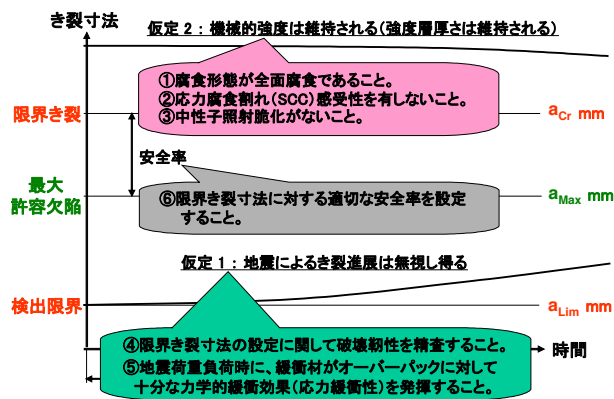 き裂寸法
仮定2：機械的強度は維持される（強度層厚さは維持される）
①腐食形態が全面腐食であること。
②応力腐食割れ（SCC）感受性を有しないこと。
③中性子照射脆化がないこと。
限界き裂
aCr mm
安全率
最大
許容欠陥
⑥限界き裂寸法に対する適切な安全率を設定
すること。
aMax mm
仮定1：地震によるき裂進展は無視し得る
検出限界
aLim mm
④限界き裂寸法の設定に関して破壊靭性を精査すること。
⑤地震荷重負荷時に、緩衝材がオーバーパックに対して
十分な力学的緩衝効果（応力緩衝性）を発揮すること。
時間